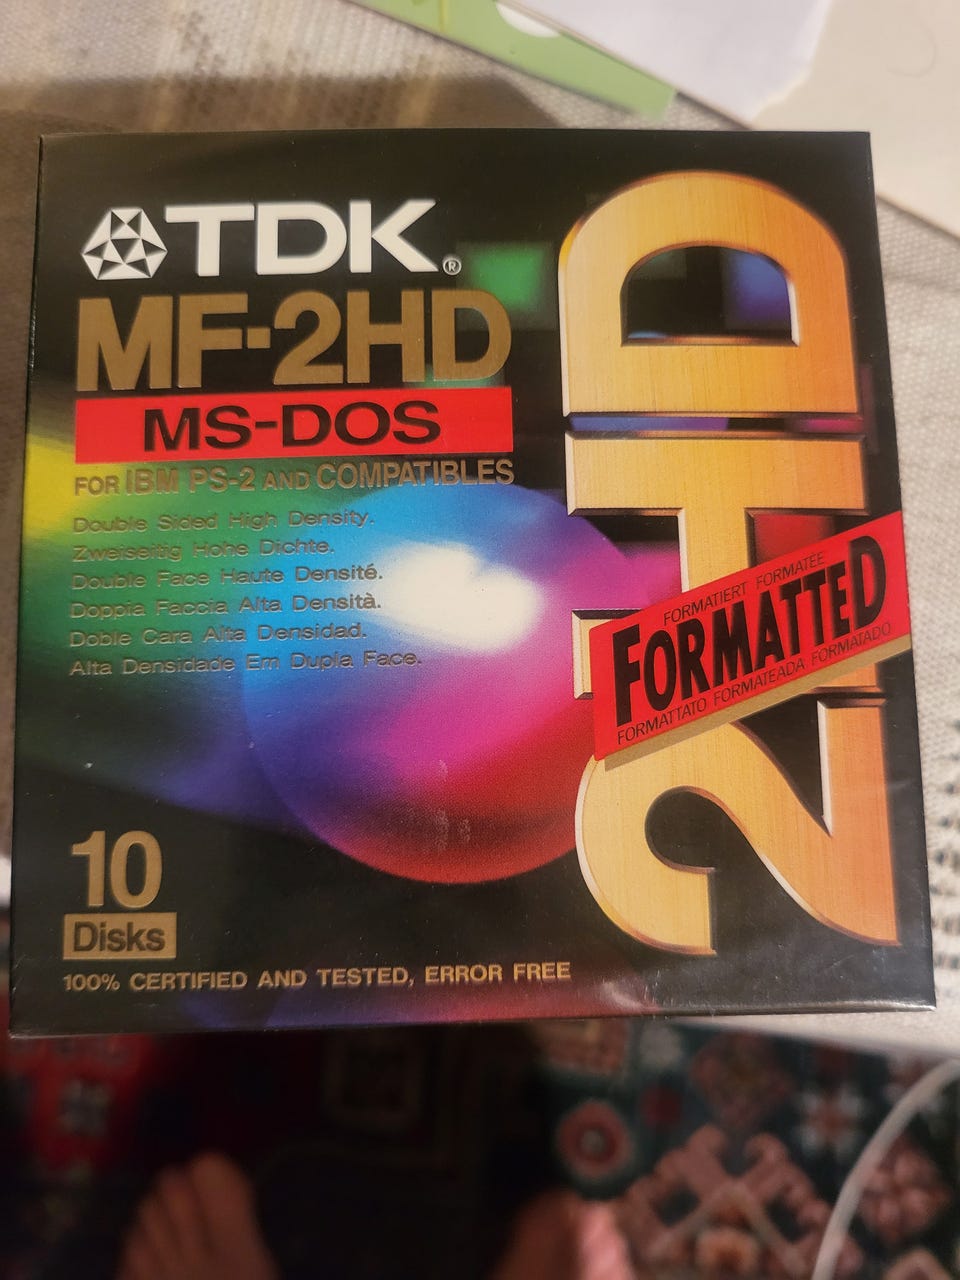 TDK®
MF-2HD
MS-DOS
FOR IBM PS-2 AND COMPATIBLES
Double Sided High Density.
Zweiseitig Hohe Dichte.
Double Face Haute Densité.
Doppia Faccia Alta Densità.
Doble Cara Alta Densidad.
Alta Densidade Em Dupla Face.
2HD
FORMATIERT FORMATÉE
FORMATTED
FORMATTATO FORMATEADA FORMATADO
10
Disks
100% CERTIFIED AND TESTED, ERROR FREE